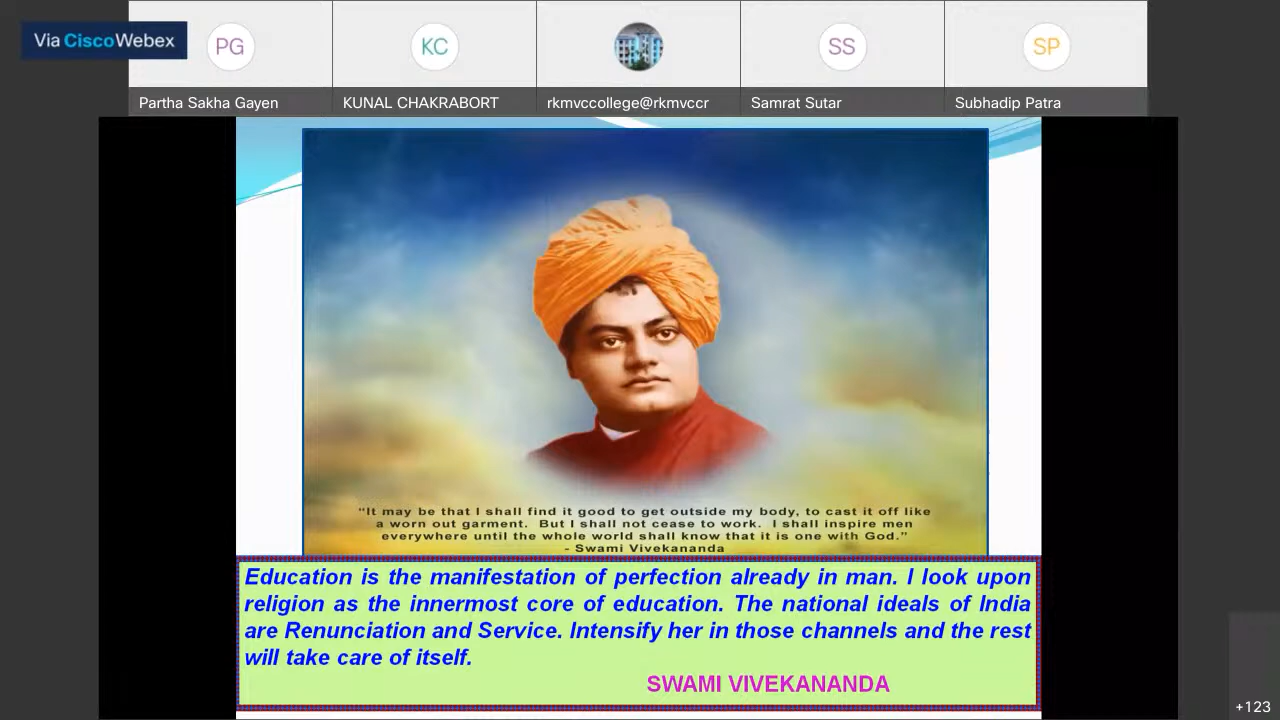 Via Cisco Webex
PG
KC
SS
SP
Partha Sakha Gayen
KUNAL CHAKRABORT
rkmvccollege@rkmvccr
Samrat Sutar
Subhadip Patra
"It may be that I shall find it good to get outside my body, to cast it off like
a worn out garment. But I shall not cease to work. I shall inspire men
everywhere until the whole world shall know that it is one with God."
- Swami Vivekananda
Education is the manifestation of perfection already in man. I look upon
religion as the innermost core of education. The national ideals of India
are Renunciation and Service. Intensify her in those channels and the rest
will take care of itself.
SWAMI VIVEKANANDA
+123